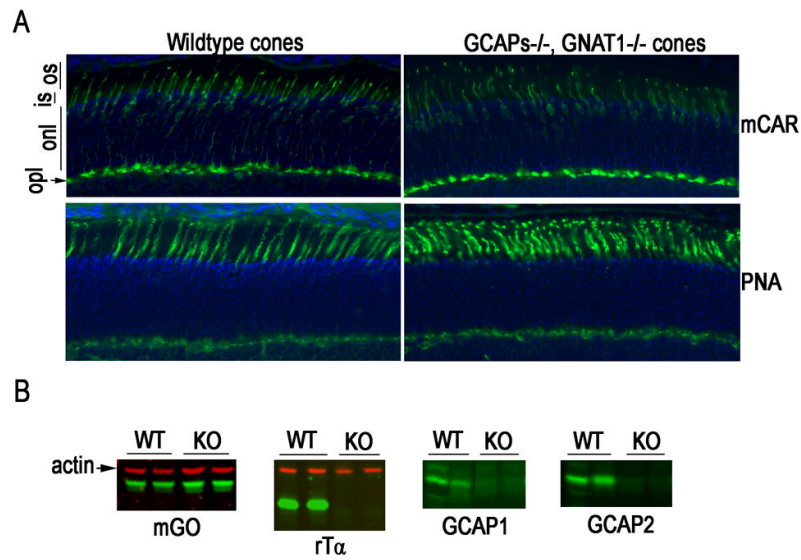 A
Wildtype cones
GCAPs-/-, GNAT1-/- cones
os
is
onl
opl
mCAR
PNA
B
WT KO
WT KO
WT KO
WT KO
actin
mGO
rTα
GCAP1
GCAP2